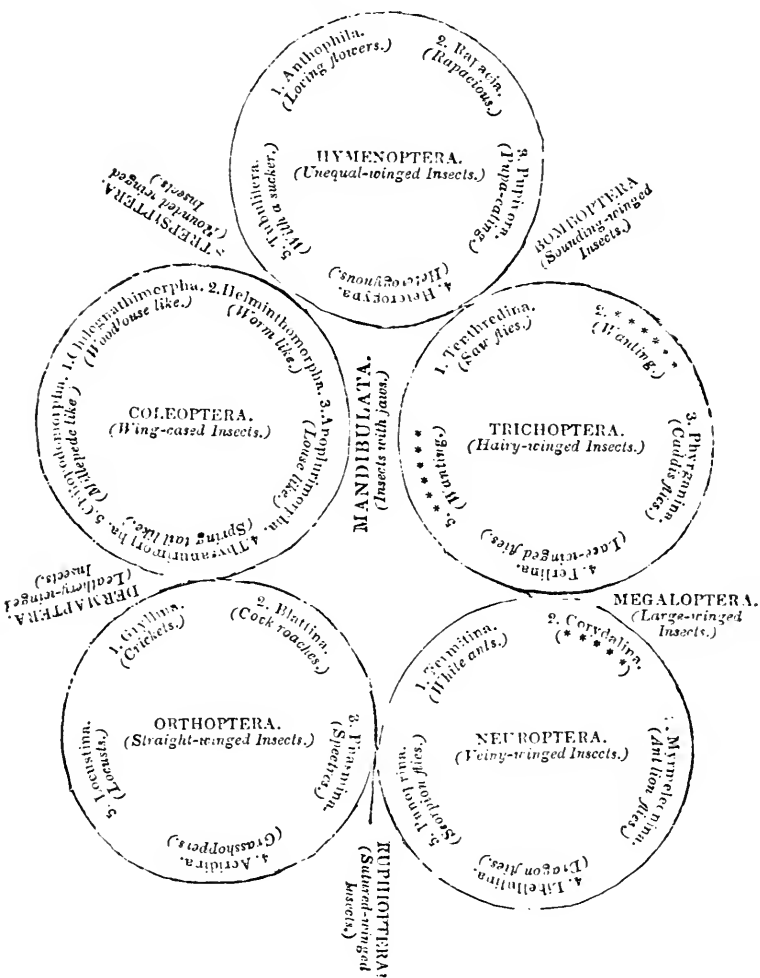 1. Anthophila.
(Loving flowers.)
2. Rapacia.
(Rapacious.)
HYMENOPTERA.
(Unequal-winged Insects.)
3. Pupivora.
(Pupa-eating.)
4. Heterogyna.
(Heterogynous.)
5. Tubulifera.
(With a sucker.)
STREPSIPTERA.
(Rounded winged
Insects.)
BOMBOPTERA
(Sounding-winged
Insects.)
1. Chilognathimorpha.
(Woodlouse like.)
2. Helminthomorpha.
(Worm like.)
COLEOPTERA.
(Wing-cased Insects.)
3. Anoplurimorpha.
(Louse like.)
4. Thysanurimorpha.
(Spring tail like.)
5. Chilopodomorpha.
(Millepede like)
MANDIBULATA.
(Insects with jaws.)
1. Tenthredina.
(Saw flies.)
2. * * * * * *
(Wanting.)
TRICHOPTERA.
(Hairy-winged Insects.)
3. Phryganina.
(Caddis flies.)
4. Perlina.
(Lace-winged flies.)
5. * * * * * *
(Wanting.)
DERMAPTERA.
(Leathery-winged
Insects.)
MEGALOPTERA.
(Large-winged
Insects.)
1. Gryllina.
(Crickets.)
2. Blattina.
(Cock roaches.)
ORTHOPTERA.
(Straight-winged Insects.)
3. Phasmina.
(Spectres.)
4. Acridina.
(Grasshoppers.)
5. Locustina.
(Locusts.)
1. Termitina.
(White ants.)
2. Corydalina.
(* * * * *)
NEUROPTERA.
(Veiny-winged Insects.)
3. Myrmeleonina.
(Ant lion flies.)
4. Libellulina.
(Dragon flies.)
5. Panorpina.
(Scorpion flies.)
(Sutured-winged
Insects.)